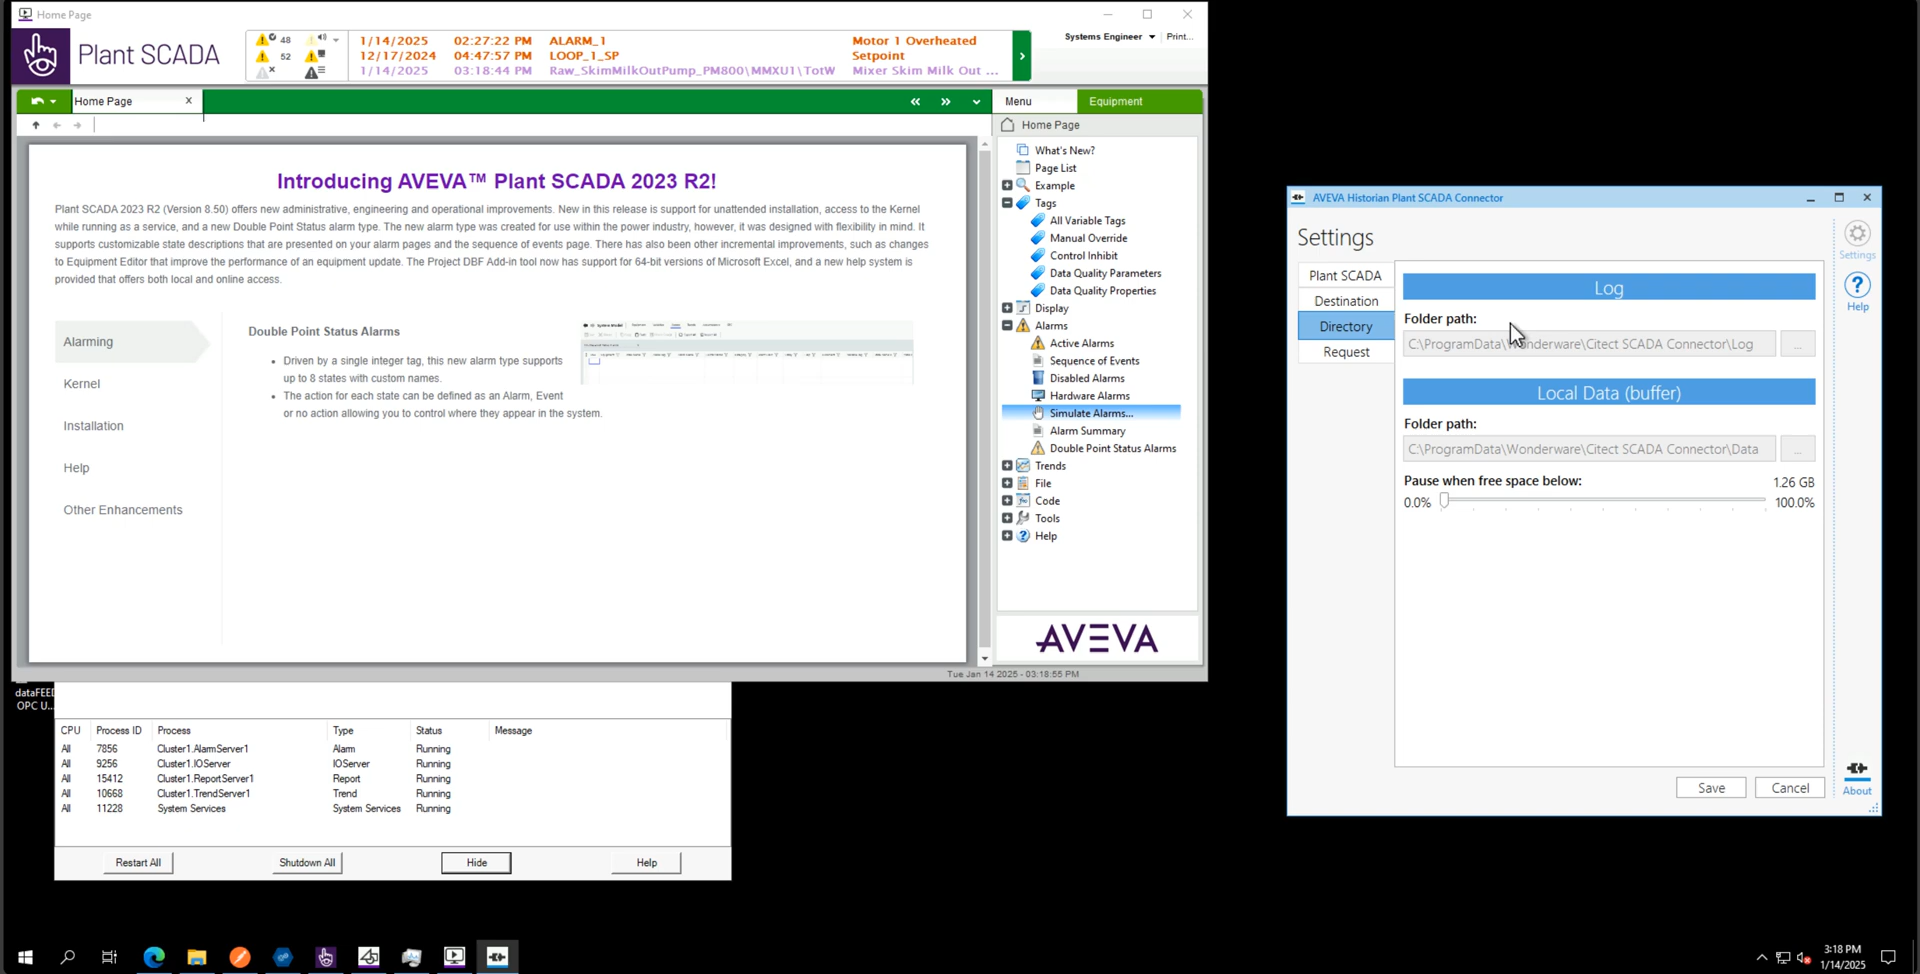 Home Page
Plant SCADA
48
52
1/14/2025 02:27:22 PM ALARM_1 Motor 1 Overheated
12/17/2024 04:47:57 PM LOOP_1_SP Setpoint
1/14/2025 03:18:44 PM Raw_SkimMilkOutPump_PM800\MMXU1\TotW Mixer Skim Milk Out ...
Systems Engineer Print...
Home Page x
Menu Equipment
Home Page
What's New?
Page List
Example
Tags
All Variable Tags
Manual Override
Control Inhibit
Data Quality Parameters
Data Quality Properties
Display
Alarms
Active Alarms
Sequence of Events
Disabled Alarms
Hardware Alarms
Simulate Alarms...
Alarm Summary
Double Point Status Alarms
Trends
File
Code
Tools
Help
AVEVA
Introducing AVEVA™ Plant SCADA 2023 R2!
Plant SCADA 2023 R2 (Version 8.50) offers new administrative, engineering and operational improvements. New in this release is support for unattended installation, access to the Kernel
while running as a service, and a new Double Point Status alarm type. The new alarm type was created for use within the power industry, however, it was designed with flexibility in mind. It
supports customizable state descriptions that are presented on your alarm pages and the sequence of events page. There has also been other incremental improvements, such as changes
to Equipment Editor that improve the performance of an equipment update. The Project DBF Add-in tool now has support for 64-bit versions of Microsoft Excel, and a new help system is
provided that offers both local and online access.
Alarming
Kernel
Installation
Help
Other Enhancements
Double Point Status Alarms
• Driven by a single integer tag, this new alarm type supports
up to 8 states with custom names.
• The action for each state can be defined as an Alarm, Event
or no action allowing you to control where they appear in the system.
Tue Jan 14 2025 - 03:18:55 PM
dataFEED
OPC U...
CPU Process ID Process Type Status Message
All 7856 Cluster1.AlarmServer1 Alarm Running
All 9256 Cluster1.IOServer IOServer Running
All 15412 Cluster1.ReportServer1 Report Running
All 10668 Cluster1.TrendServer1 Trend Running
All 11228 System Services System Services Running
Restart All Shutdown All Hide Help
AVEVA Historian Plant SCADA Connector
Settings
Settings
Help
Plant SCADA
Destination
Directory
Request
Log
Folder path:
C:\ProgramData\Wonderware\Citect SCADA Connector\Log ...
Local Data (buffer)
Folder path:
C:\ProgramData\Wonderware\Citect SCADA Connector\Data ...
Pause when free space below: 1.26 GB
0.0% 100.0%
Save Cancel
About
3:18 PM
1/14/2025